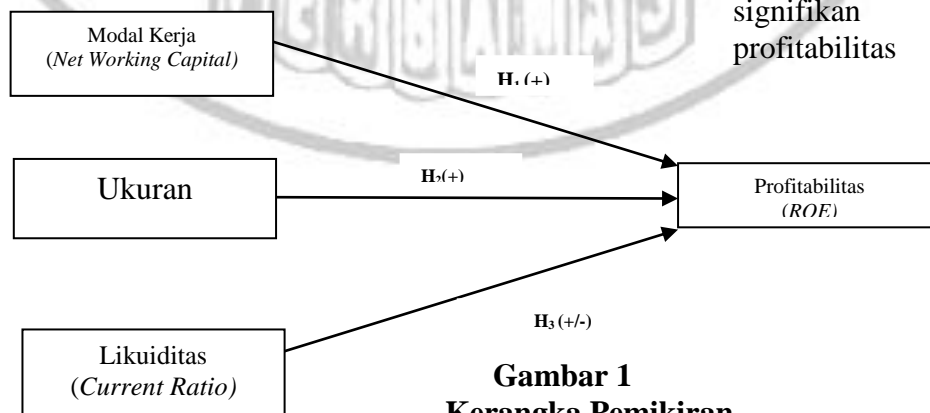 signifikan
profitabilitas
Modal Kerja
(Net Working Capital)
H₁ (+)
Ukuran
H₂(+)
Profitabilitas
(ROE)
Likuiditas
(Current Ratio)
H₃ (+/-)
Gambar 1
Kerangka Pemikiran